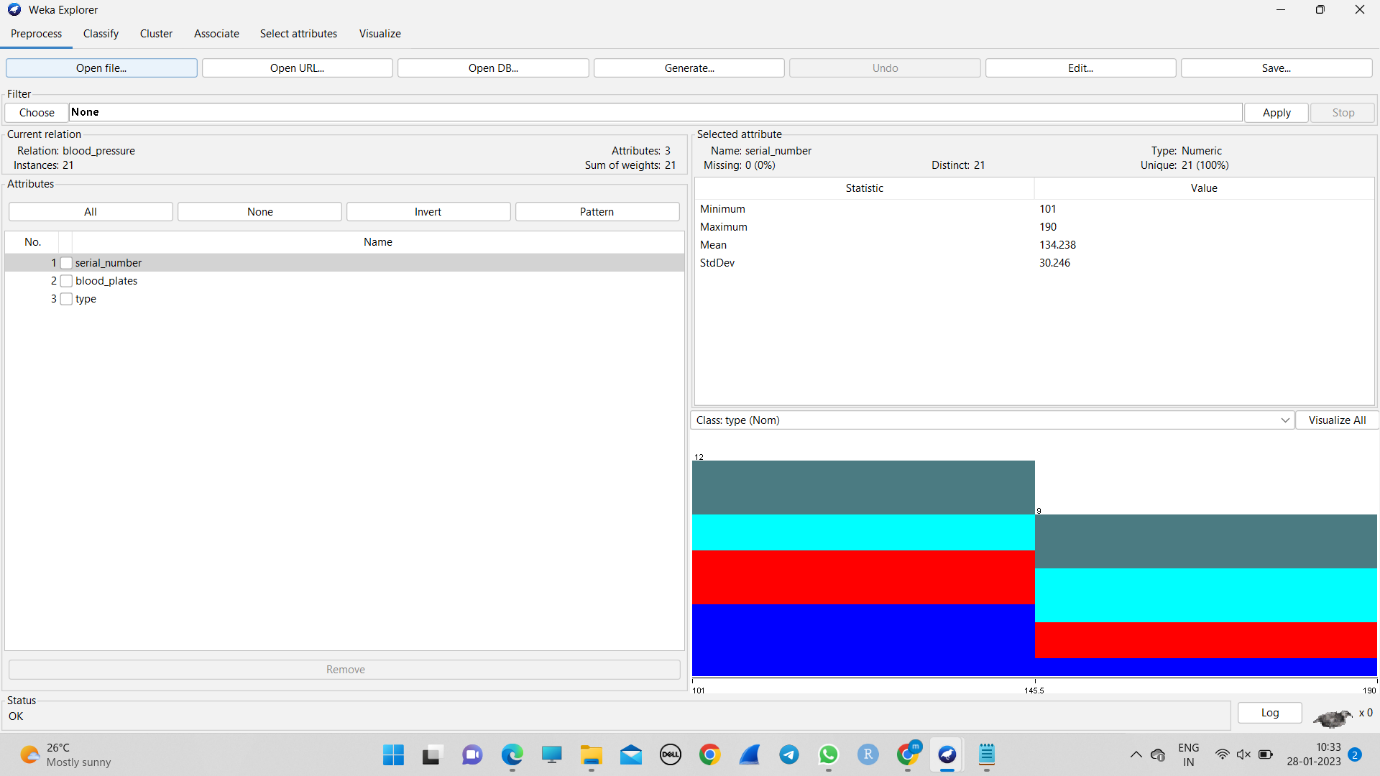 Weka Explorer
Preprocess Classify Cluster Associate Select attributes Visualize
Open file... Open URL... Open DB... Generate... Undo Edit... Save...
Filter
Choose None Apply Stop
Current relation
Relation: blood_pressure Attributes: 3
Instances: 21 Sum of weights: 21
Attributes
All None Invert Pattern
No. Name
1 serial_number
2 blood_plates
3 type
Remove
Selected attribute
Name: serial_number Type: Numeric
Missing: 0 (0%) Distinct: 21 Unique: 21 (100%)
Statistic Value
Minimum 101
Maximum 190
Mean 134.238
StdDev 30.246
Class: type (Nom) Visualize All
12
9
101 145.5 190
Status
OK
Log x 0
26°C
Mostly sunny
DELL
R
m
ENG
IN
10:33
28-01-2023
2